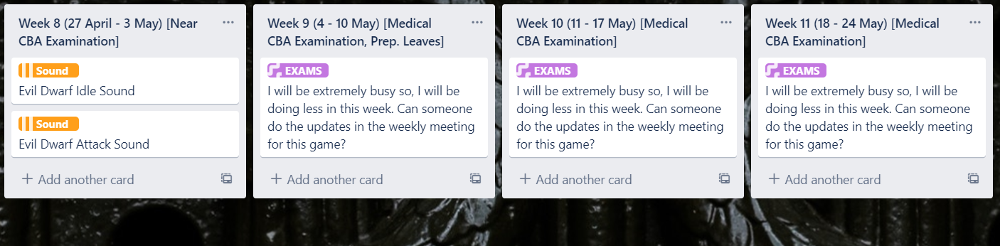 Week 8 (27 April - 3 May) [Near
CBA Examination]
Sound
Evil Dwarf Idle Sound
Sound
Evil Dwarf Attack Sound
+ Add another card
Week 9 (4 - 10 May) [Medical
CBA Examination, Prep. Leaves]
EXAMS
I will be extremely busy so, I will be
doing less in this week. Can someone
do the updates in the weekly meeting
for this game?
+ Add another card
Week 10 (11 - 17 May) [Medical
CBA Examination]
EXAMS
I will be extremely busy so, I will be
doing less in this week. Can someone
do the updates in the weekly meeting
for this game?
+ Add another card
Week 11 (18 - 24 May) [Medical
CBA Examination]
EXAMS
I will be extremely busy so, I will be
doing less in this week. Can someone
do the updates in the weekly meeting
for this game?
+ Add another card